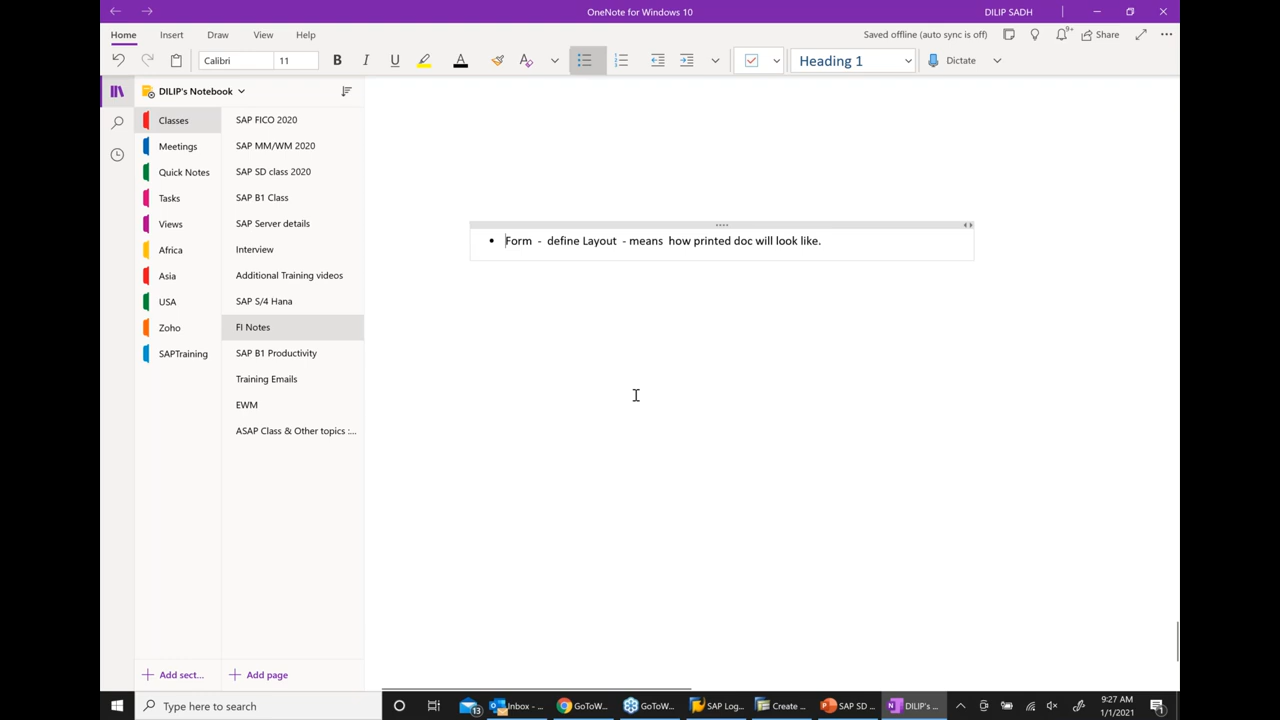 OneNote for Windows 10
DILIP SADH
Home Insert Draw View Help
Saved offline (auto sync is off)
9+
Share
Calibri 11 B I U A A Heading 1 Dictate
DILIP's Notebook
Classes
Meetings
Quick Notes
Tasks
Views
Africa
Asia
USA
Zoho
SAPTraining
SAP FICO 2020
SAP MM/WM 2020
SAP SD class 2020
SAP B1 Class
SAP Server details
Interview
Additional Training videos
SAP S/4 Hana
FI Notes
SAP B1 Productivity
Training Emails
EWM
ASAP Class & Other topics :...
• Form - define Layout - means how printed doc will look like.
+ Add sect...
+ Add page
Type here to search
13
Inbox - ...
GoToW...
GoToW...
SAP Log...
Create ...
SAP SD ...
DILIP's ...
9:27 AM
1/1/2021
1